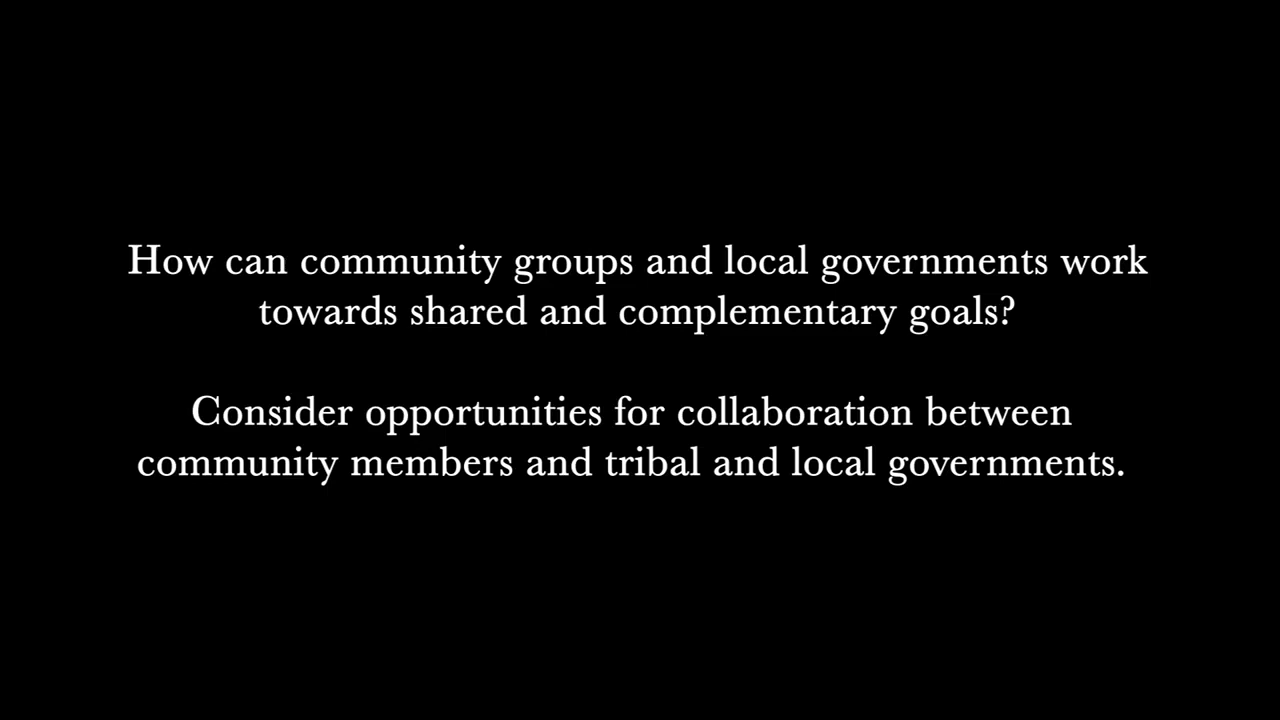 How can community groups and local governments work
towards shared and complementary goals?
Consider opportunities for collaboration between
community members and tribal and local governments.